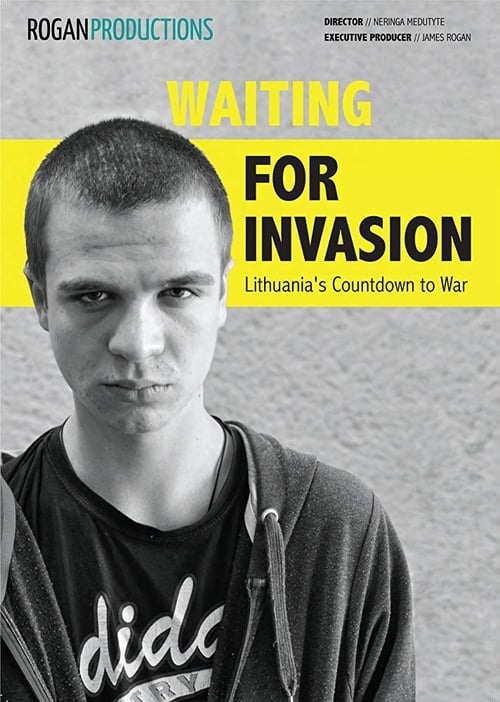 ROGANPRODUCTIONS
DIRECTOR // NERINGA MEDUTYTE
EXECUTIVE PRODUCER // JAMES ROGAN
WAITING
FOR
INVASION
Lithuania's Countdown to War